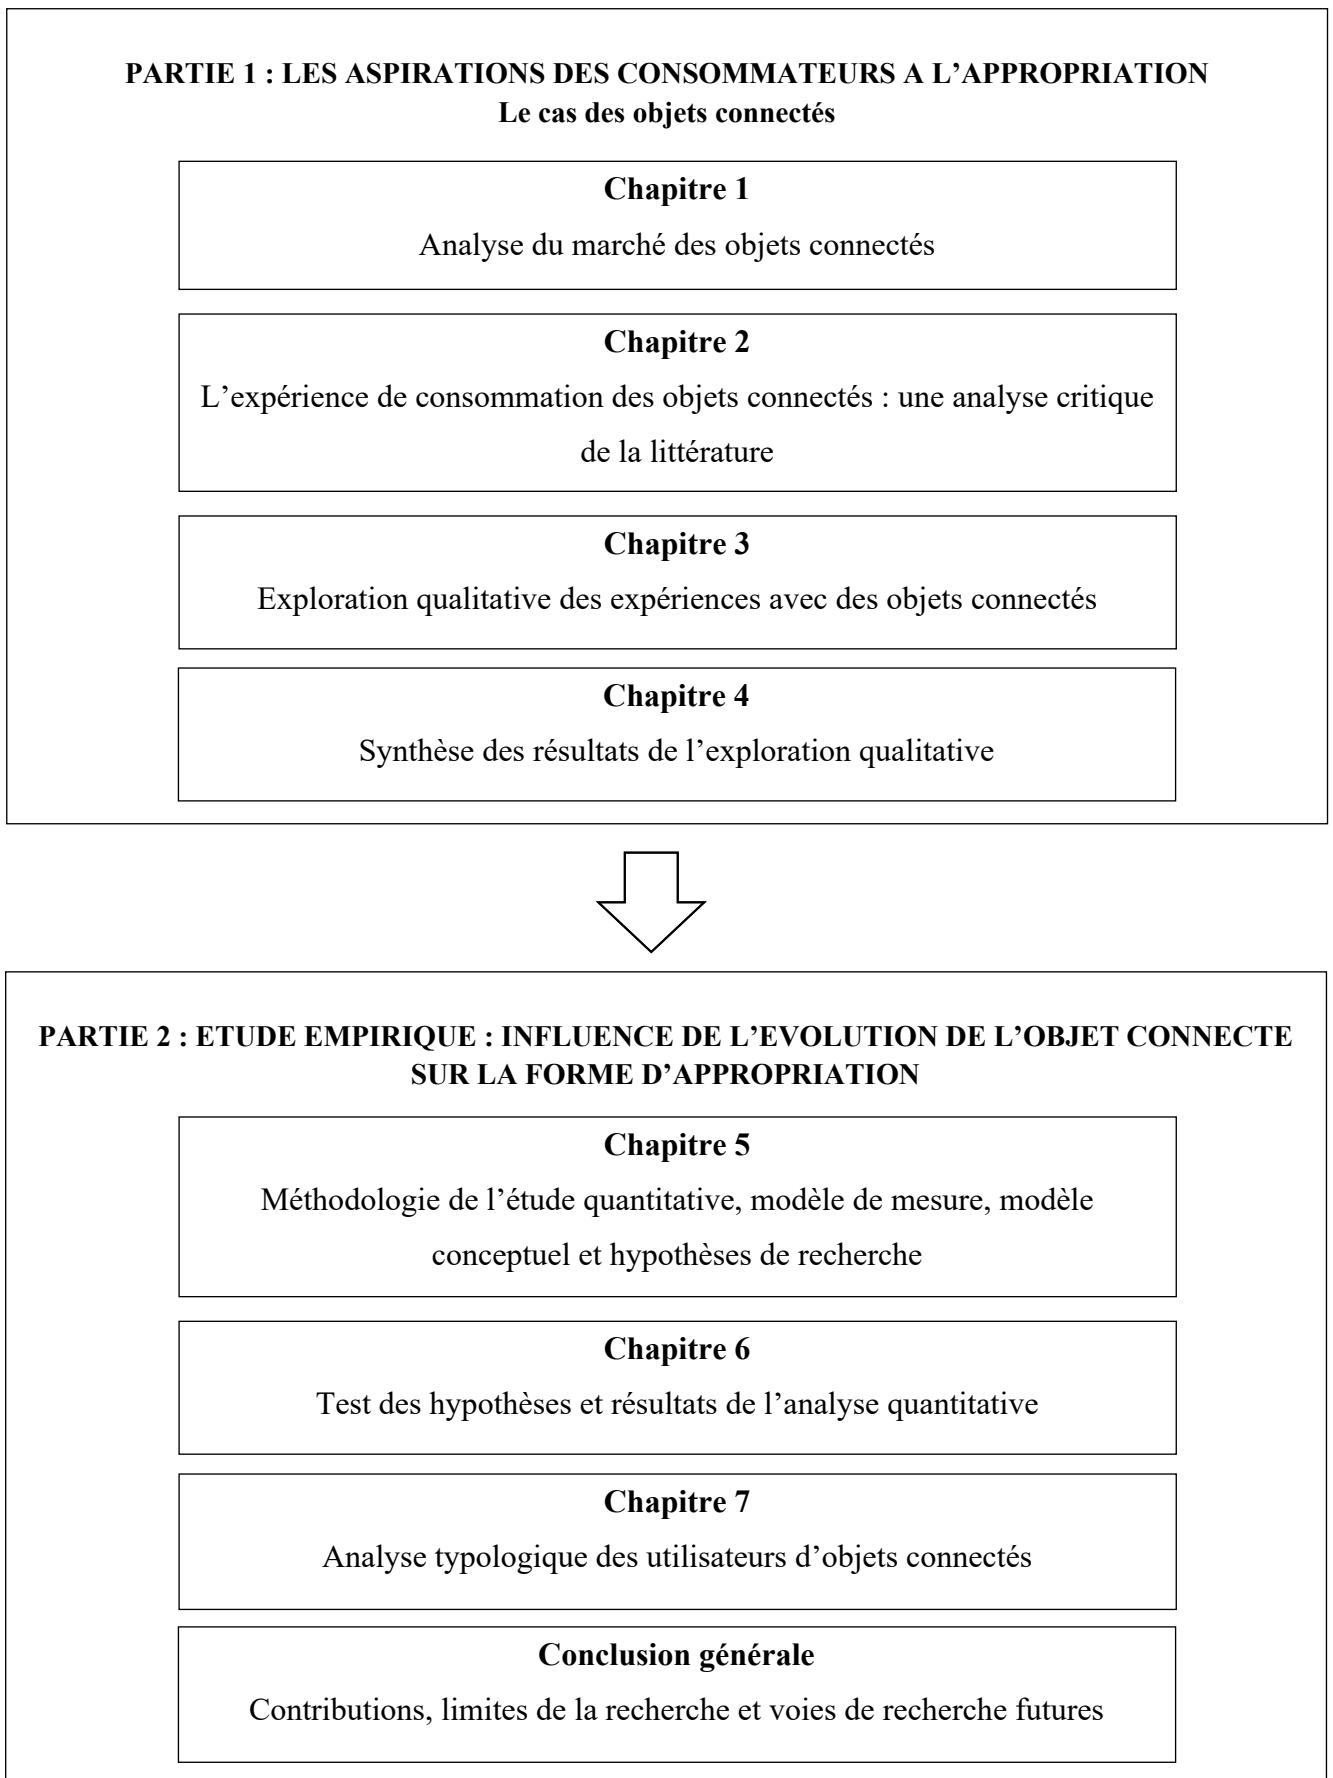 PARTIE 1 : LES ASPIRATIONS DES CONSOMMATEURS A L’APPROPRIATION
Le cas des objets connectés
Chapitre 1
Analyse du marché des objets connectés
Chapitre 2
L’expérience de consommation des objets connectés : une analyse critique
de la littérature
Chapitre 3
Exploration qualitative des expériences avec des objets connectés
Chapitre 4
Synthèse des résultats de l’exploration qualitative
PARTIE 2 : ETUDE EMPIRIQUE : INFLUENCE DE L’EVOLUTION DE L’OBJET CONNECTE
SUR LA FORME D’APPROPRIATION
Chapitre 5
Méthodologie de l’étude quantitative, modèle de mesure, modèle
conceptuel et hypothèses de recherche
Chapitre 6
Test des hypothèses et résultats de l’analyse quantitative
Chapitre 7
Analyse typologique des utilisateurs d’objets connectés
Conclusion générale
Contributions, limites de la recherche et voies de recherche futures